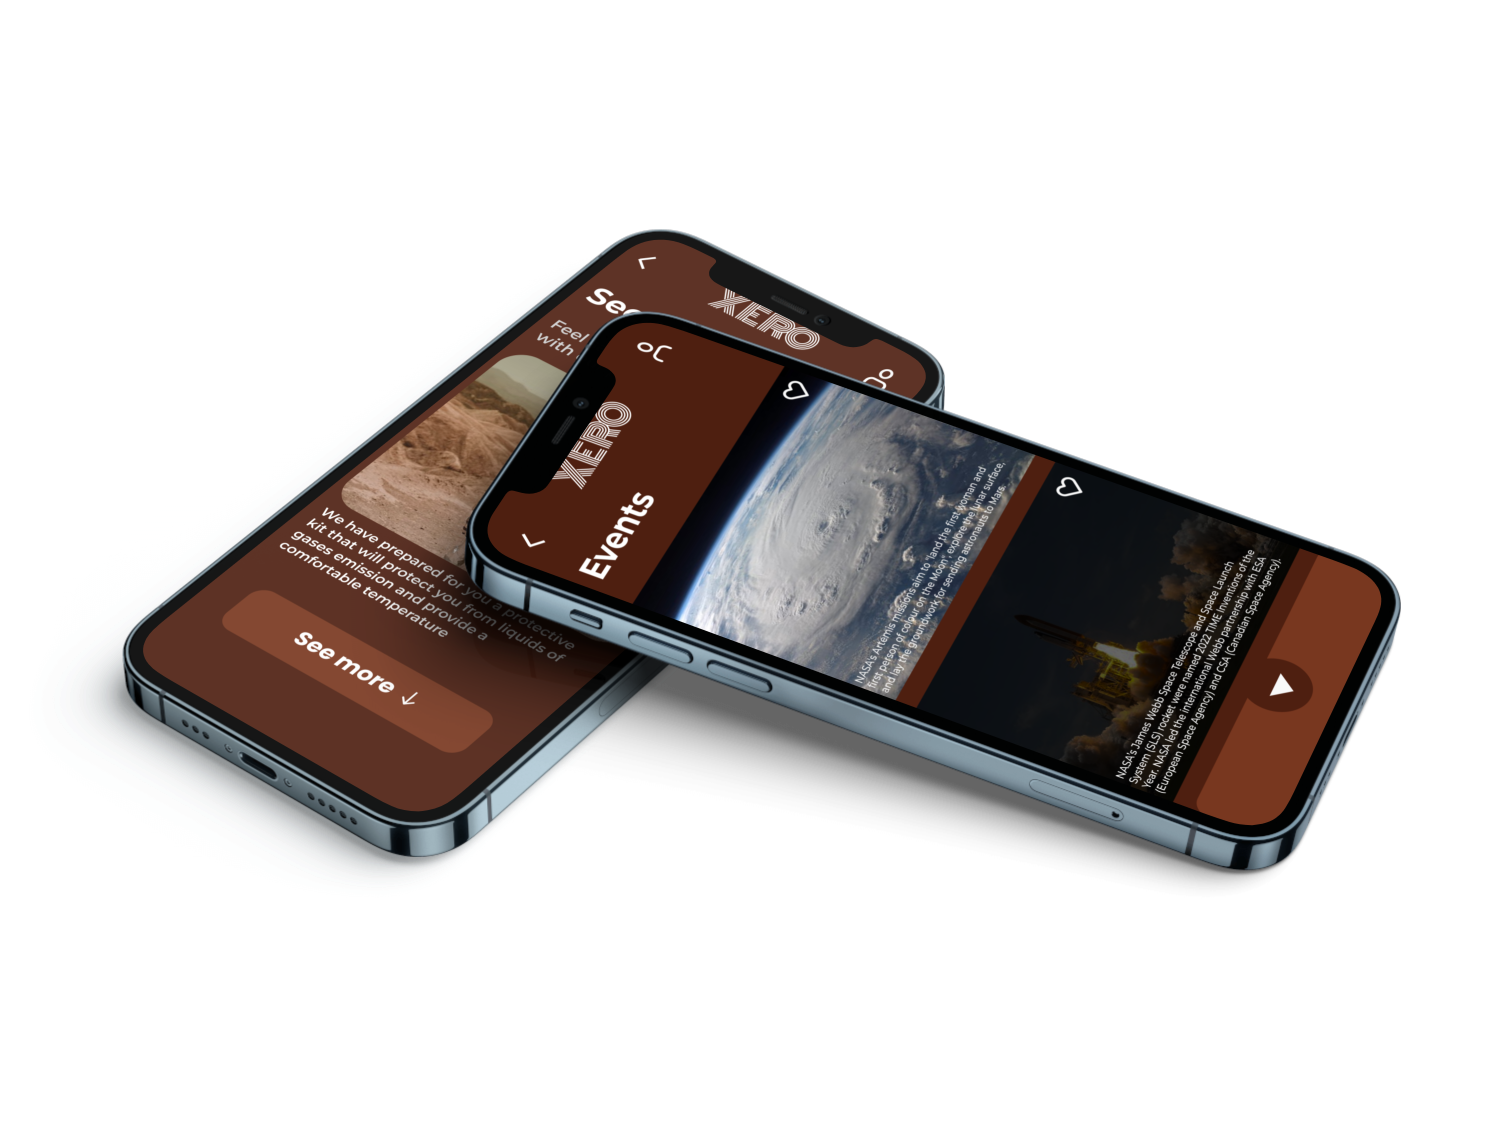 XERO
Feel
with
We have prepared for you a protective
kit that will protect you from liquids of
gases emission and provide a
comfortable temperature
See more
XERO
Events
NASA's Artemis missions aim to "land the first woman and
first person of colour on the Moon", explore the lunar surface,
and lay the groundwork for sending astronauts to Mars.
NASA's James Webb Space Telescope and Space Launch
System (SLS) rocket were named 2022 TIME Inventions of the
Year. NASA led the international Webb partnership with ESA
(European Space Agency) and CSA (Canadian Space Agency).